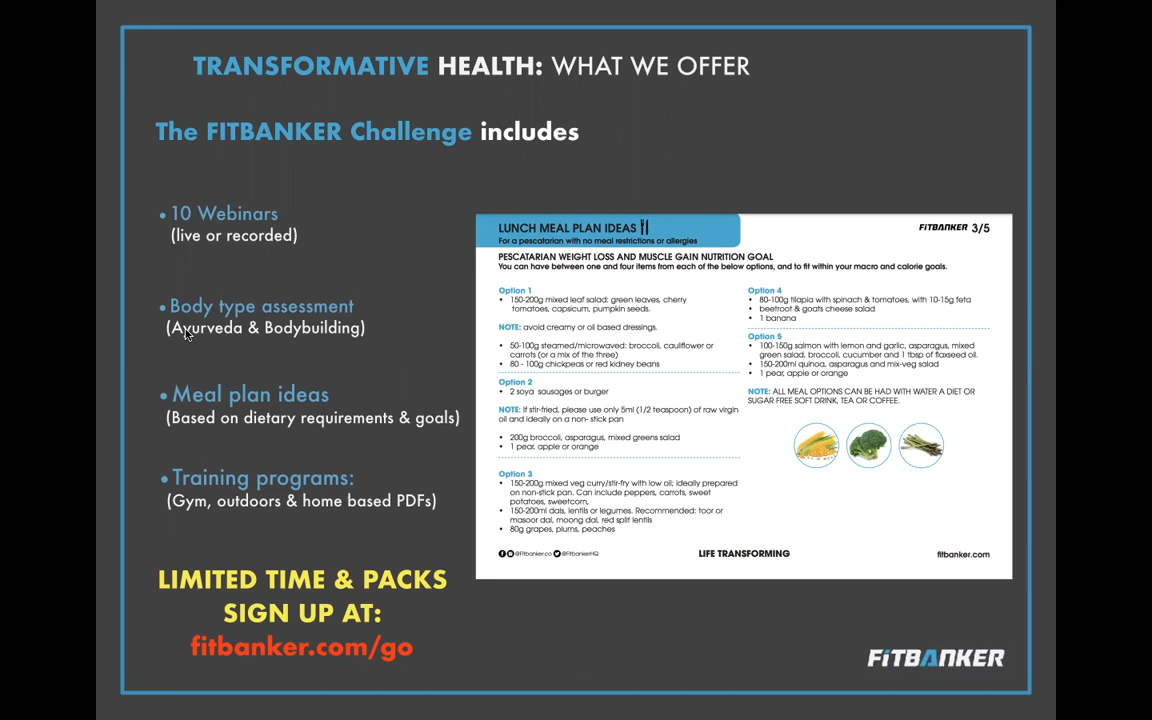 TRANSFORMATIVE HEALTH: WHAT WE OFFER
The FITBANKER Challenge includes
• 10 Webinars
(live or recorded)
• Body type assessment
(Ayurveda & Bodybuilding)
• Meal plan ideas
(Based on dietary requirements & goals)
• Training programs:
(Gym, outdoors & home based PDFs)
LIMITED TIME & PACKS
SIGN UP AT:
fitbanker.com/go
LUNCH MEAL PLAN IDEAS
For a pescatarian with no meal restrictions or allergies
FITBANKER 3/5
PESCATARIAN WEIGHT LOSS AND MUSCLE GAIN NUTRITION GOAL
You can have between one and four items from each of the below options, and to fit within your macro and calorie goals.
Option 1
• 150-200g mixed leaf salad: green leaves, cherry
tomatoes, capsicum, pumpkin seeds.
NOTE: avoid creamy or oil based dressings.
• 50-100g steamed/microwaved: broccoli, cauliflower or
carrots (or a mix of the three)
• 80 - 100g chickpeas or red kidney beans
Option 2
• 2 soya sausages or burger
NOTE: If stir-fried, please use only 5ml (1/2 teaspoon) of raw virgin
oil and ideally on a non- stick pan
• 200g broccoli, asparagus, mixed greens salad
• 1 pear, apple or orange
Option 3
• 150-200g mixed veg curry/stir-fry with low oil; ideally prepared
on non-stick pan. Can include peppers, carrots, sweet
potatoes, sweetcorn,
• 150-200ml dals, lentils or legumes. Recommended: toor or
masoor dal, moong dal, red split lentils
• 80g grapes, plums, peaches
Option 4
• 80-100g tilapia with spinach & tomatoes, with 10-15g feta
• beetroot & goats cheese salad
• 1 banana
Option 5
• 100-150g salmon with lemon and garlic, asparagus, mixed
green salad, broccoli, cucumber and 1 tbsp of flaxseed oil.
• 150-200ml quinoa, asparagus and mix-veg salad
• 1 pear, apple or orange
NOTE: ALL MEAL OPTIONS CAN BE HAD WITH WATER A DIET OR
SUGAR FREE SOFT DRINK, TEA OR COFFEE.
@Fitbanker.co @FitbankerHQ
LIFE TRANSFORMING
fitbanker.com
FITBANKER